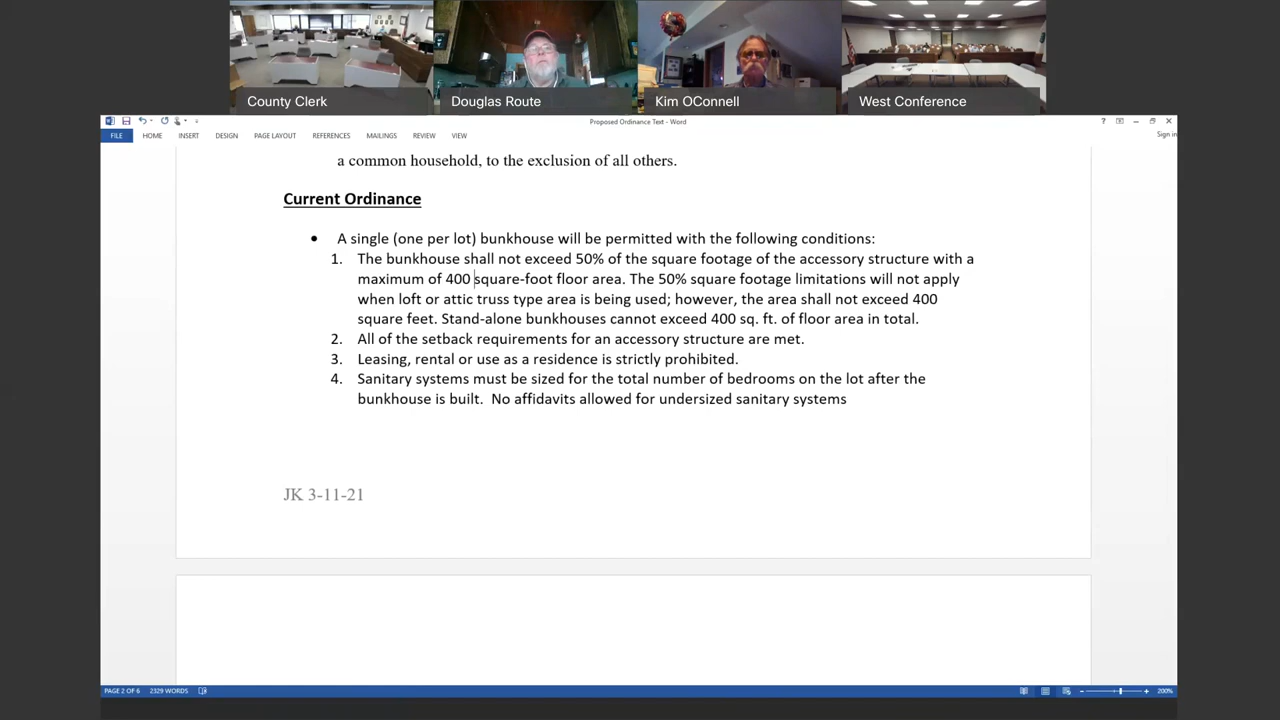 County Clerk
Douglas Route
Kim OConnell
West Conference
Proposed Ordinance Text - Word
Sign in
FILE HOME INSERT DESIGN PAGE LAYOUT REFERENCES MAILINGS REVIEW VIEW
a common household, to the exclusion of all others.
Current Ordinance
• A single (one per lot) bunkhouse will be permitted with the following conditions:
1. The bunkhouse shall not exceed 50% of the square footage of the accessory structure with a
maximum of 400 square-foot floor area. The 50% square footage limitations will not apply
when loft or attic truss type area is being used; however, the area shall not exceed 400
square feet. Stand-alone bunkhouses cannot exceed 400 sq. ft. of floor area in total.
2. All of the setback requirements for an accessory structure are met.
3. Leasing, rental or use as a residence is strictly prohibited.
4. Sanitary systems must be sized for the total number of bedrooms on the lot after the
bunkhouse is built. No affidavits allowed for undersized sanitary systems
JK 3-11-21
PAGE 2 OF 6 2329 WORDS
200%